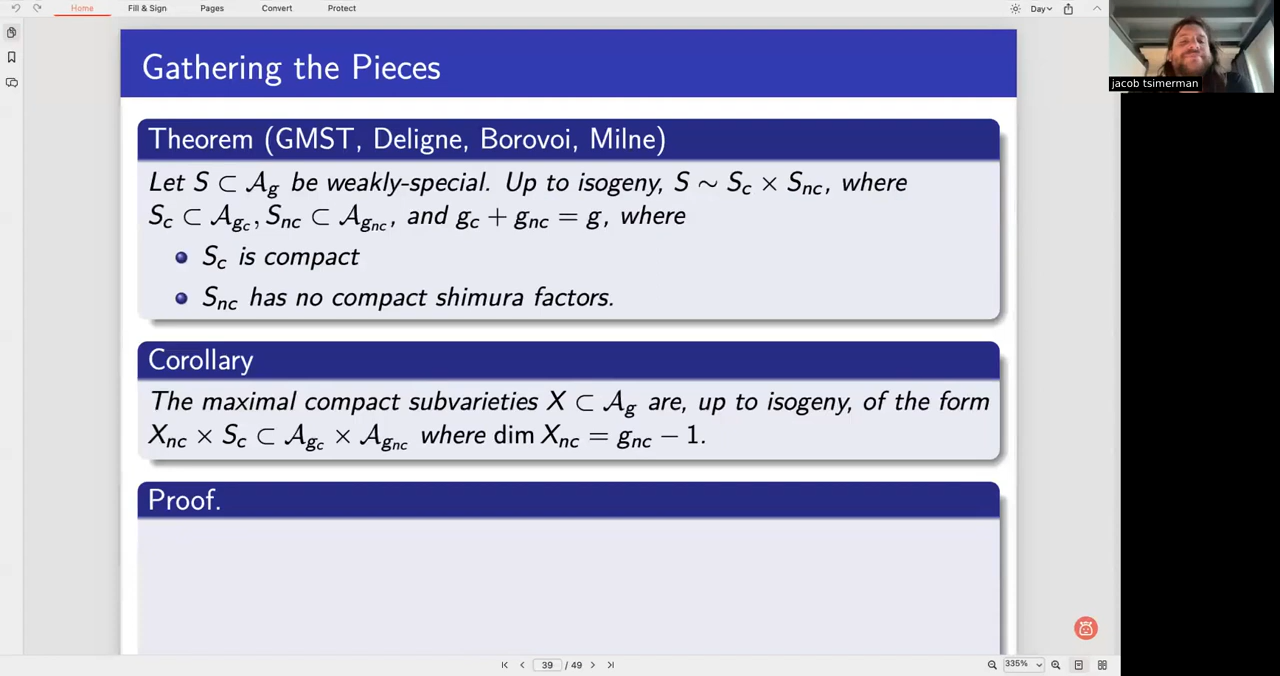 Home Fill & Sign Pages Convert Protect Day
jacob tsimerman
Gathering the Pieces
Theorem (GMST, Deligne, Borovoi, Milne)
Let S ⊂ A_g be weakly-special. Up to isogeny, S ∼ S_c × S_nc, where
S_c ⊂ A_{g_c}, S_nc ⊂ A_{g_nc}, and g_c + g_nc = g, where
S_c is compact
S_nc has no compact shimura factors.
Corollary
The maximal compact subvarieties X ⊂ A_g are, up to isogeny, of the form
X_nc × S_c ⊂ A_{g_c} × A_{g_nc} where dim X_nc = g_nc − 1.
Proof.
39 / 49 335%